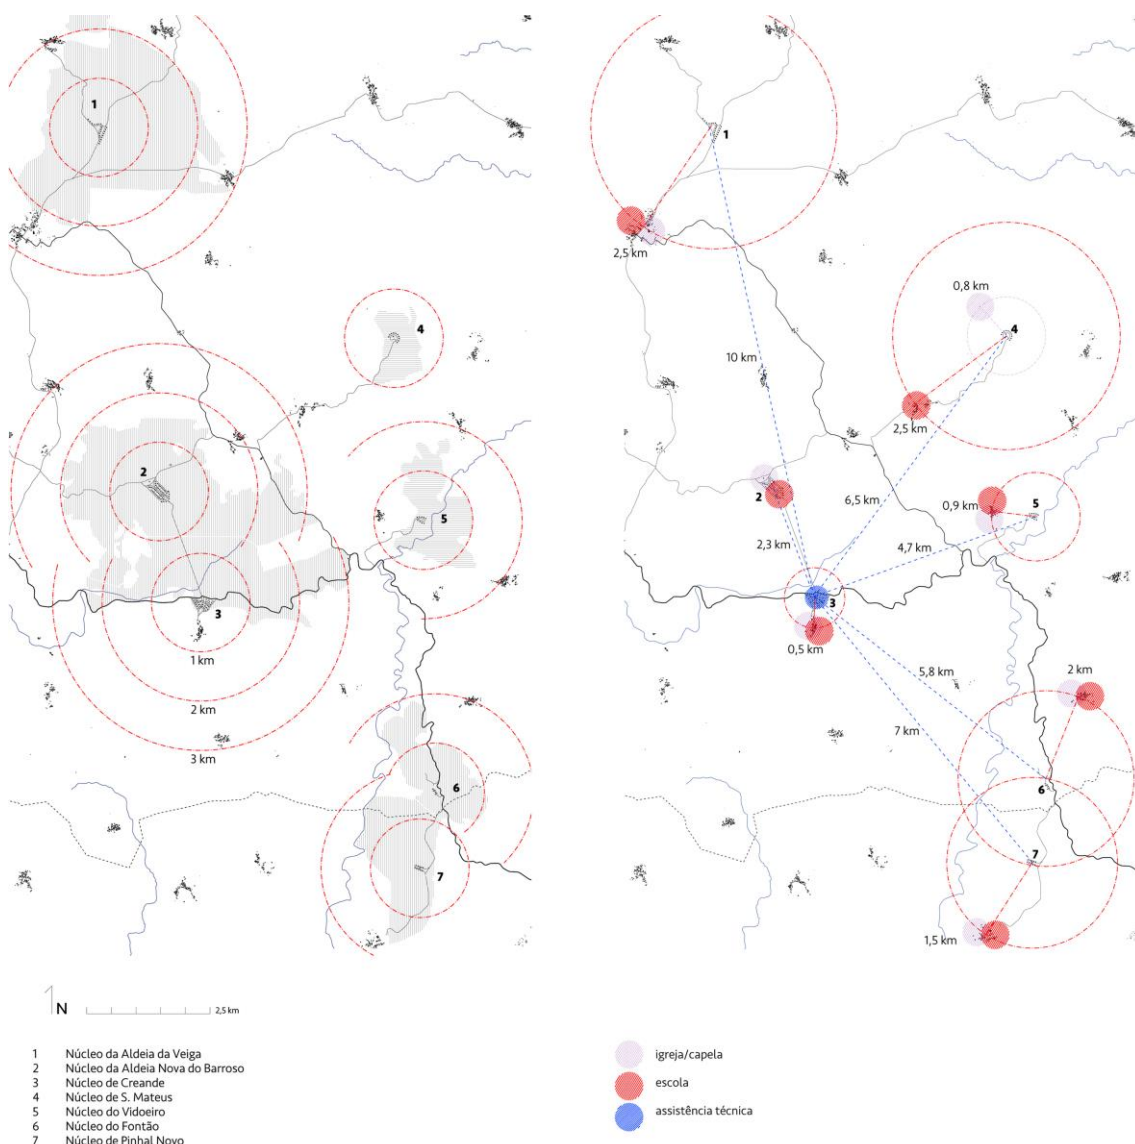 1
4
2
5
3
1 km
2 km
3 km
6
7
1
2,5 km
0,8 km
4
10 km
2,5 km
2
6,5 km
0,9 km
5
2,3 km
4,7 km
3
0,5 km
5,8 km
2 km
7 km
6
7
1,5 km
N
2,5 km
1 Núcleo da Aldeia da Veiga
2 Núcleo da Aldeia Nova do Barroso
3 Núcleo de Creande
4 Núcleo de S. Mateus
5 Núcleo do Vidoeiro
6 Núcleo do Fontão
7 Núcleo de Pinhal Novo
igreja/capela
escola
assistência técnica